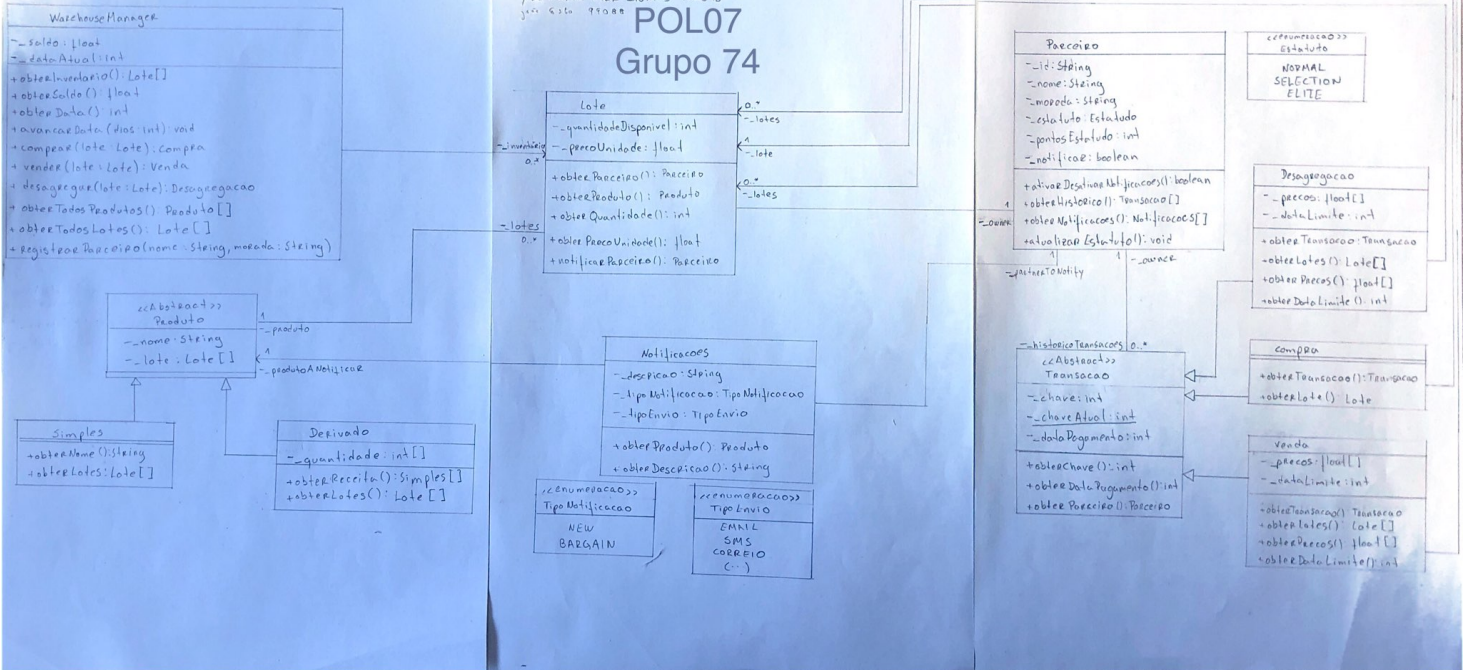 WarehouseManager
-_saldo: float
-_dataAtual: int
+obterInventario(): Lote[]
+obterSaldo(): float
+obterData(): int
+avancarData(dias: int): void
+comprar(lote: Lote): Compra
+vender(lote: Lote): Venda
+desagregar(lote: Lote): Desagregacao
+obterTodosProdutos() Produto[]
+obterTodosLotes(): Lote[]
+registrarParceiro(nome: String, morada: String)
<<Abstract>>
Produto
-_nome: String
-_lote: Lote[]
Simples
+obterNome(): String
+obterLotes: Lote[]
Derivado
-_quantidade: int[]
+obterReceita(): Simples[]
+obterLotes(): Lote[]
-_inventário
0..*
-_lotes
0..*
1
-_produto
1
-_produtoANotificar
POL07
Grupo 74
Lote
-_quantidadeDisponivel: int
-_precoUnidade: float
+obterParceiro(): Parceiro
+obterProduto(): Produto
+obterQuantidade(): int
+obterPrecoUnidade(): float
+notificarParceiro(): Parceiro
0..*
-_lotes
1
-_lote
0..*
-_lotes
Notificacoes
-_descricao: String
-_tipoNotificacao: TipoNotificacao
-_tipoEnvio: TipoEnvio
+obterProduto() Produto
+obterDescricao(): String
<<enumeracao>>
TipoNotificacao
NEW
BARGAIN
<<enumeracao>>
TipoEnvio
EMAIL
SMS
CORREIO
(...)
Parceiro
-_id: String
-_nome: String
-_morada: String
-_estatuto: Estatudo
-_pontosEstatudo: int
-_notificar: boolean
+ativarDesativarNotificacoes(): boolean
+obterHistorico(): Transacao[]
+obterNotificacoes(): Notificacoes[]
+atualizarEstatuto(): void
1
-_owner
1
-_partnerToNotify
1
-_owner
<<enumeracao>>
Estatuto
NORMAL
SELECTION
ELITE
Desagregacao
-_precos: float[]
-_dataLimite: int
+obterTransacao: Transacao
+obterLotes(): Lote[]
+obterPrecos(): float[]
+obterDataLimite(): int
-_historicoTransacoes 0..*
<<Abstract>>
Transacao
-_chave: int
-_chaveAtual: int
-_dataPagamento: int
+obterChave(): int
+obterDataPagamento(): int
+obterParceiro(): Parceiro
compra
+obterTransacao(): Transacao
+obterLote(): Lote
Venda
-_precos: float[]
-_dataLimite: int
+obterTransacao() Transacao
+obterLotes(): Lote[]
+obterPrecos(): float[]
+obterDataLimite(): int